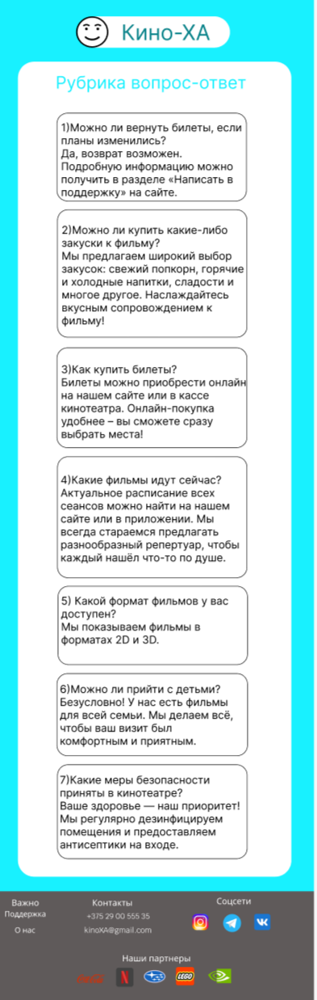 Кино-ХА
Рубрика вопрос-ответ
1)Можно ли вернуть билеты, если
планы изменились?
Да, возврат возможен.
Подробную информацию можно
получить в разделе «Написать в
поддержку» на сайте.
2)Можно ли купить какие-либо
закуски к фильму?
Мы предлагаем широкий выбор
закусок: свежий попкорн, горячие
и холодные напитки, сладости и
многое другое. Наслаждайтесь
вкусным сопровождением к
фильму!
3)Как купить билеты?
Билеты можно приобрести онлайн
на нашем сайте или в кассе
кинотеатра. Онлайн-покупка
удобнее – вы сможете сразу
выбрать места!
4)Какие фильмы идут сейчас?
Актуальное расписание всех
сеансов можно найти на нашем
сайте или в приложении. Мы
всегда стараемся предлагать
разнообразный репертуар, чтобы
каждый нашёл что-то по душе.
5) Какой формат фильмов у вас
доступен?
Мы показываем фильмы в
форматах 2D и 3D.
6)Можно ли прийти с детьми?
Безусловно! У нас есть фильмы
для всей семьи. Мы делаем всё,
чтобы ваш визит был
комфортным и приятным.
7)Какие меры безопасности
приняты в кинотеатре?
Ваше здоровье — наш приоритет!
Мы регулярно дезинфицируем
помещения и предоставляем
антисептики на входе.
Важно
Поддержка
О нас
Контакты
+375 29 00 555 35
kinoXA@gmail.com
Соцсети
Наши партнеры
N
LEGO